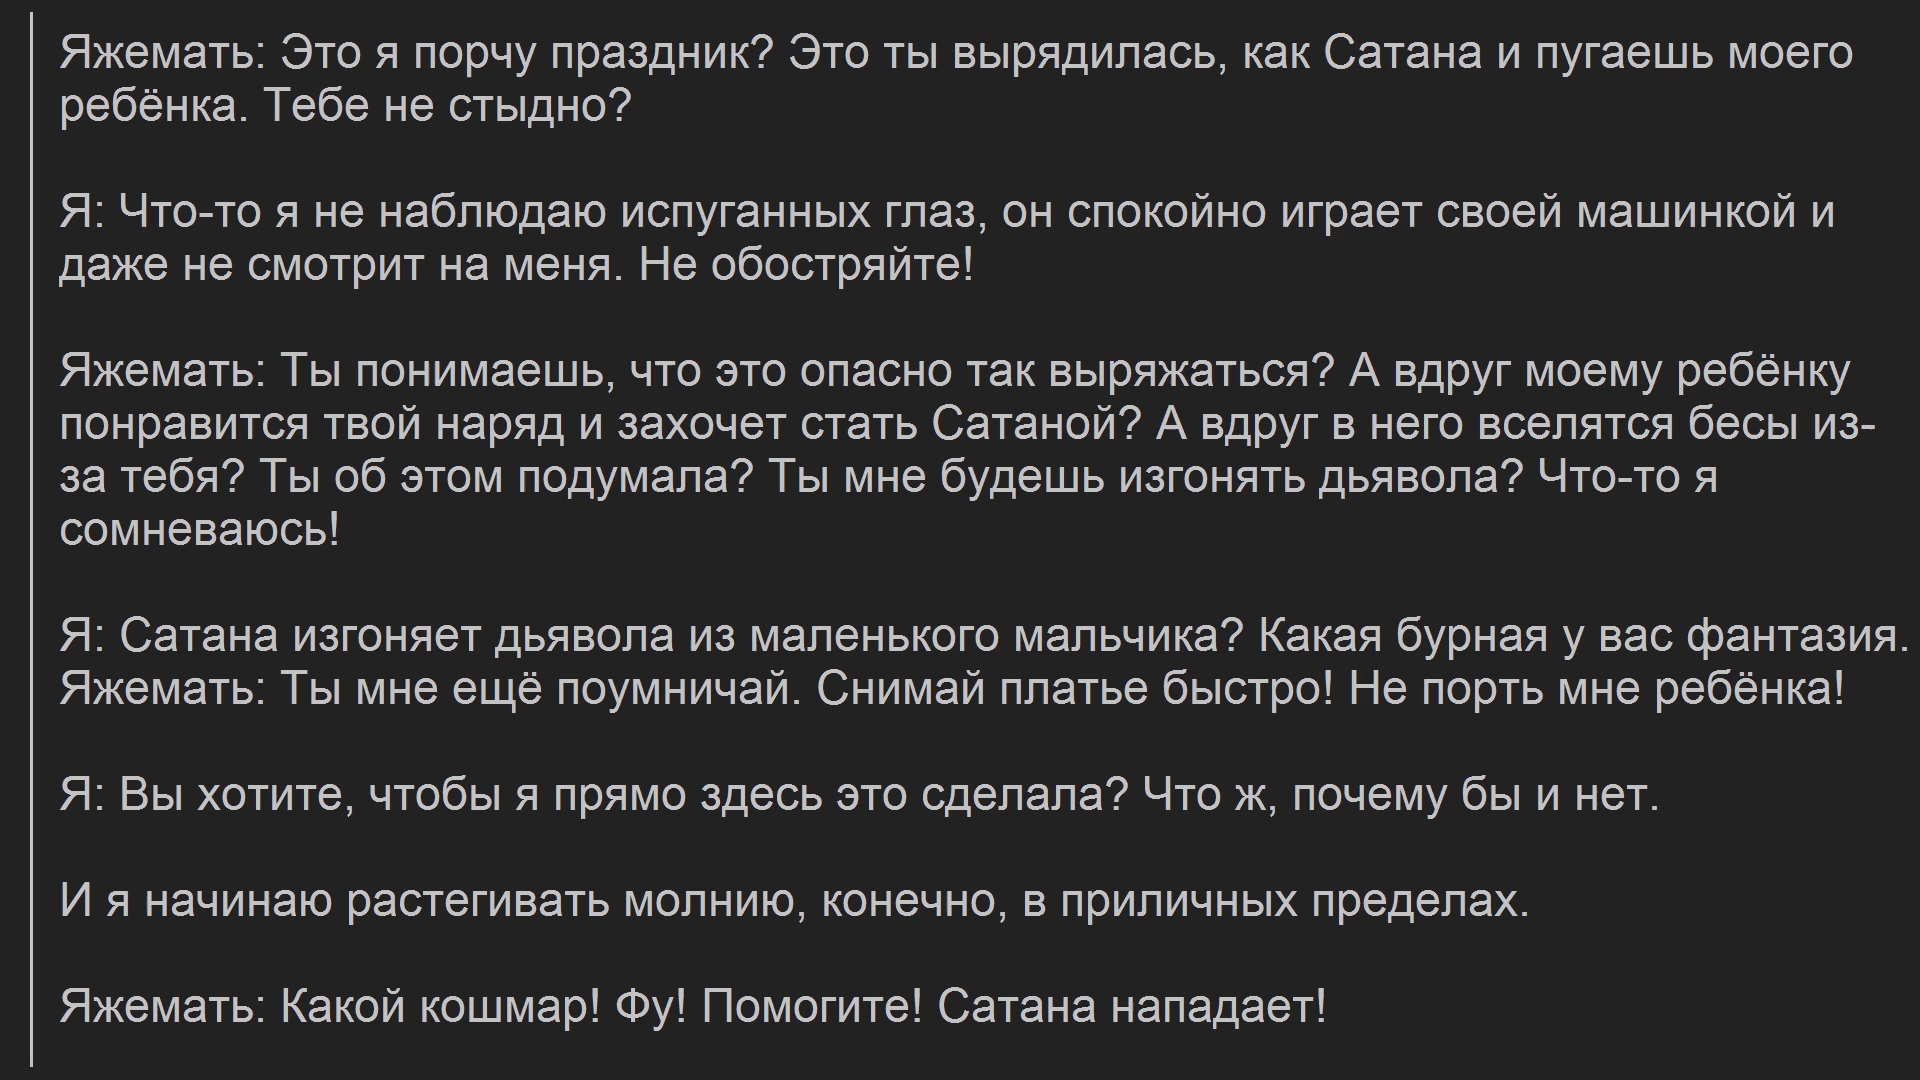 Яжемать: Это я порчу праздник? Это ты вырядилась, как Сатана и пугаешь моего
ребёнка. Тебе не стыдно?
Я: Что-то я не наблюдаю испуганных глаз, он спокойно играет своей машинкой и
даже не смотрит на меня. Не обостряйте!
Яжемать: Ты понимаешь, что это опасно так выряжаться? А вдруг моему ребёнку
понравится твой наряд и захочет стать Сатаной? А вдруг в него вселятся бесы из-
за тебя? Ты об этом подумала? Ты мне будешь изгонять дьявола? Что-то я
сомневаюсь!
Я: Сатана изгоняет дьявола из маленького мальчика? Какая бурная у вас фантазия.
Яжемать: Ты мне ещё поумничай. Снимай платье быстро! Не порть мне ребёнка!
Я: Вы хотите, чтобы я прямо здесь это сделала? Что ж, почему бы и нет.
И я начинаю растегивать молнию, конечно, в приличных пределах.
Яжемать: Какой кошмар! Фу! Помогите! Сатана нападает!